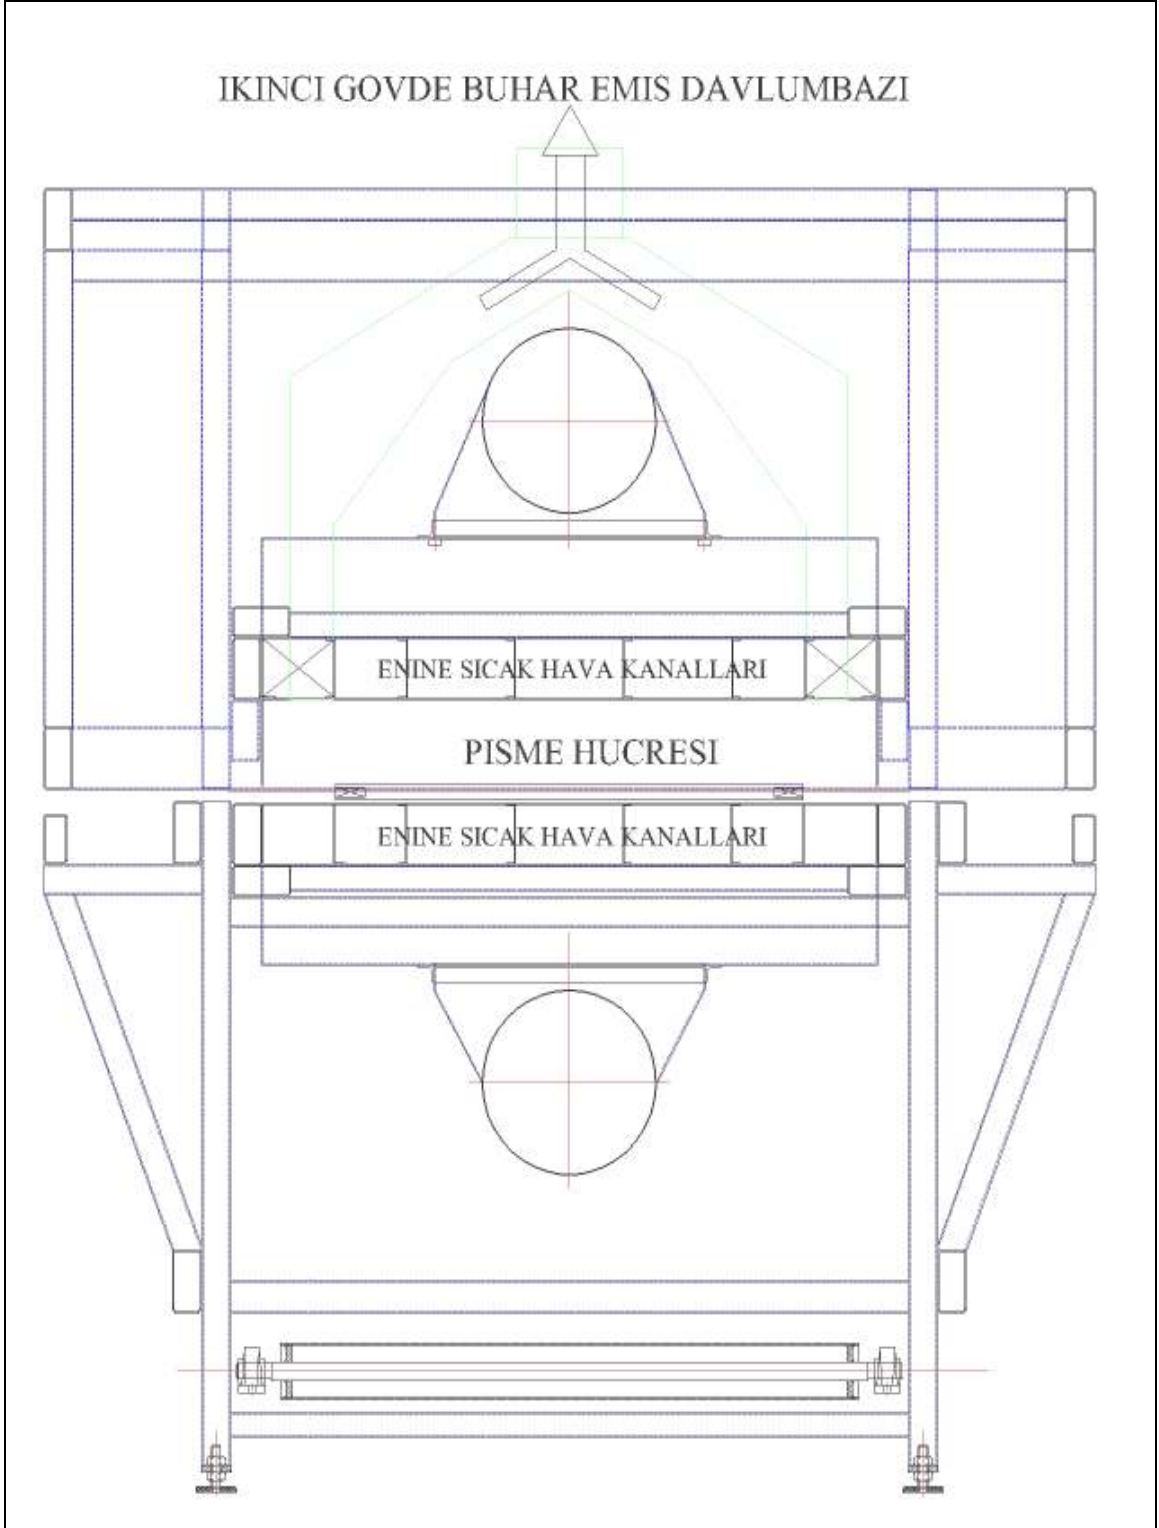 IKINCI GOVDE BUHAR EMIS DAVLUMBAZI
ENINE SICAK HAVA KANALLARI
PISME HUCRESI
ENINE SICAK HAVA KANALLARI